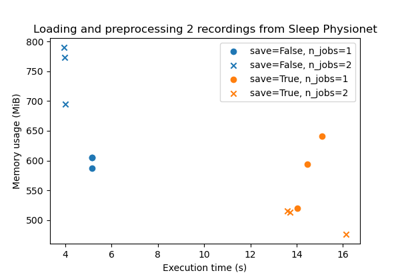 Loading and preprocessing 2 recordings from Sleep Physionet
800
750
700
650
600
550
500
Memory usage (MiB)
save=False, n_jobs=1
save=False, n_jobs=2
save=True, n_jobs=1
save=True, n_jobs=2
4 6 8 10 12 14 16
Execution time (s)